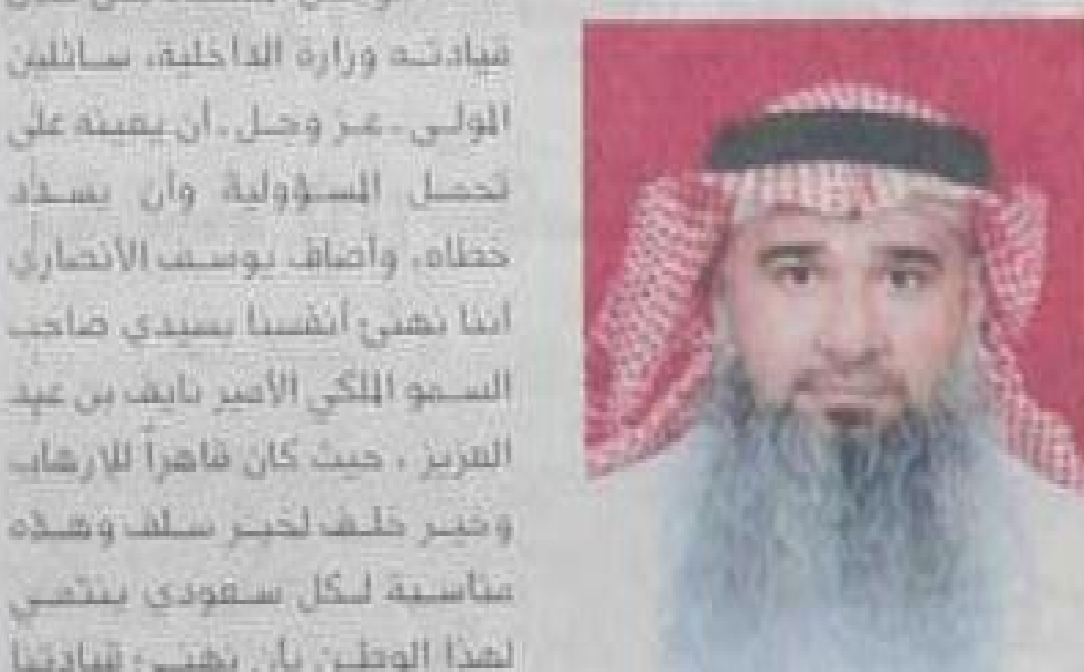 قيادته وزارة الداخلية، سائلين
المولى ـ عز وجل ـ أن يعينه على
تحمل المسؤولية وأن يسدد
خطاه، وأضاف يوسف الأنصاري
اننا نهنئ أنفسنا بسيدي صاحب
السمو الملكي الأمير نايف بن عبد
العزيز ، حيث كان قاهراً للإرهاب
وخير خلف لخير سلف وهذه
مناسبة لكل سعودي ينتمي
لهذا الوطن بأن نهنئ قيادتنا